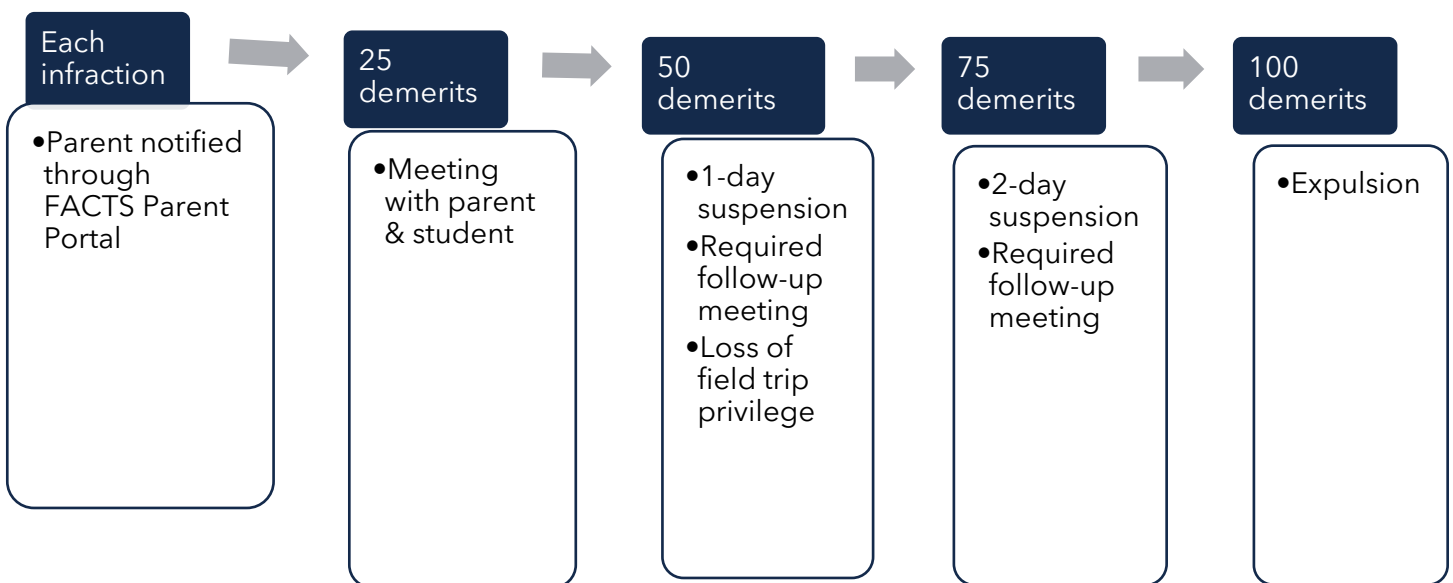 Each
infraction
•Parent notified
through
FACTS Parent
Portal
25
demerits
•Meeting
with parent
& student
50
demerits
•1-day
suspension
•Required
follow-up
meeting
•Loss of
field trip
privilege
75
demerits
•2-day
suspension
•Required
follow-up
meeting
100
demerits
•Expulsion